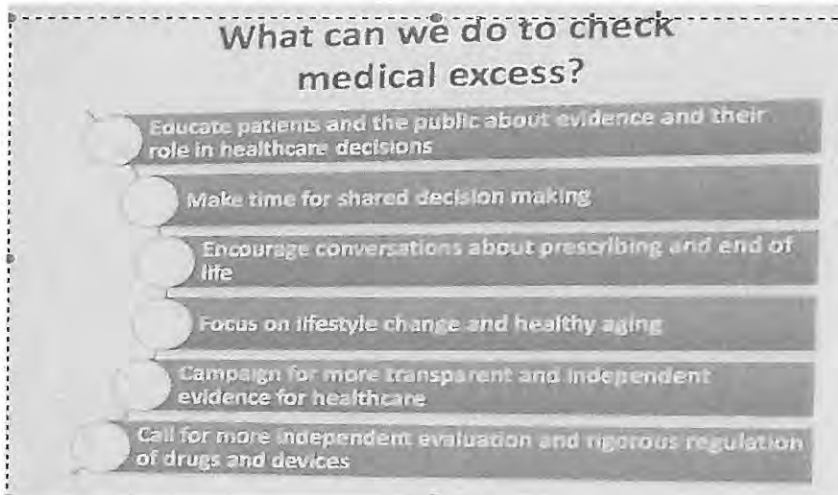 What can we do to check
medical excess?
Educate patients and the public about evidence and their
role in healthcare decisions
Make time for shared decision making
Encourage conversations about prescribing and end of
life
Focus on lifestyle change and healthy aging
Campaign for more transparent and independent
evidence for healthcare
Call for more independent evaluation and rigorous regulation
of drugs and devices